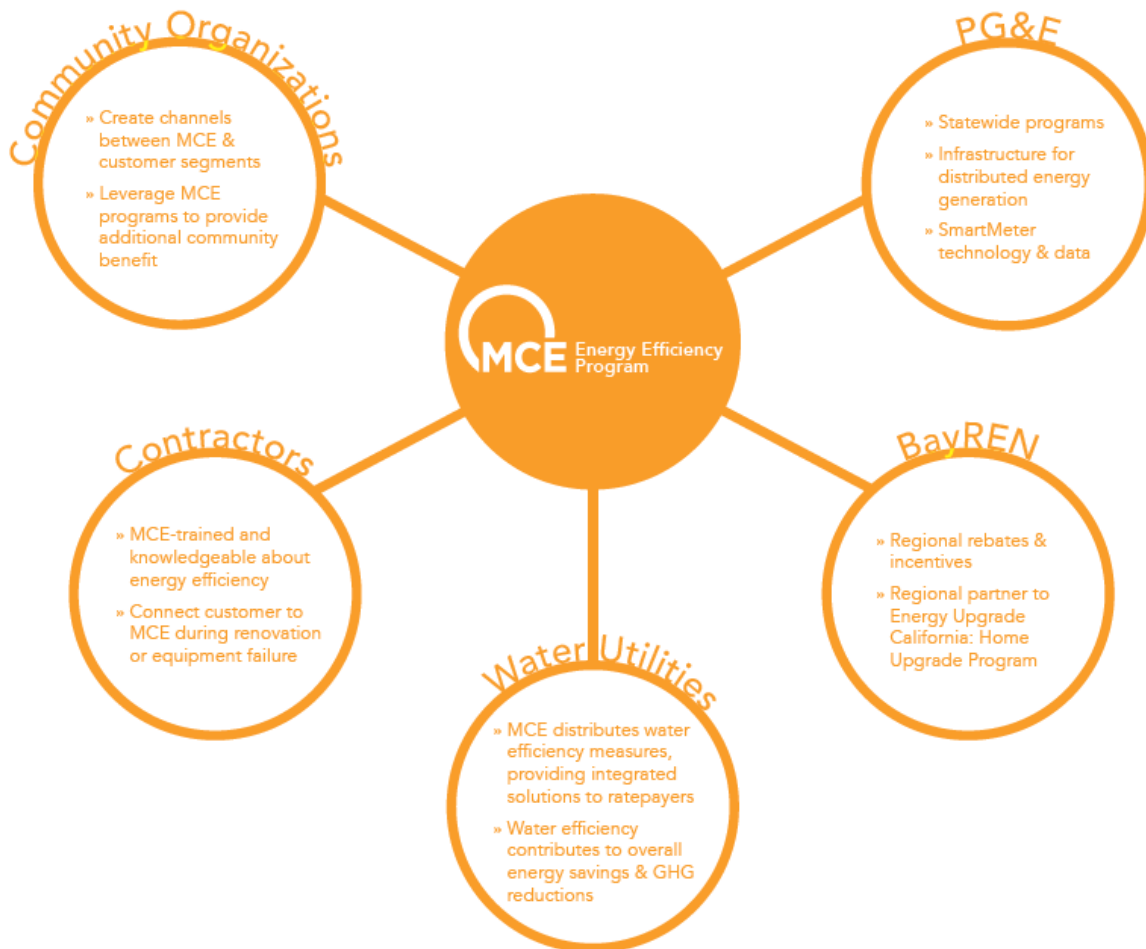 Community Organizations
» Create channels
between MCE &
customer segments
» Leverage MCE
programs to provide
additional community
benefit
PG&E
» Statewide programs
» Infrastructure for
distributed energy
generation
» SmartMeter
technology & data
MCE Energy Efficiency
Program
Contractors
» MCE-trained and
knowledgeable about
energy efficiency
» Connect customer to
MCE during renovation
or equipment failure
BayREN
» Regional rebates &
incentives
» Regional partner to
Energy Upgrade
California: Home
Upgrade Program
Water Utilities
» MCE distributes water
efficiency measures,
providing integrated
solutions to ratepayers
» Water efficiency
contributes to overall
energy savings & GHG
reductions